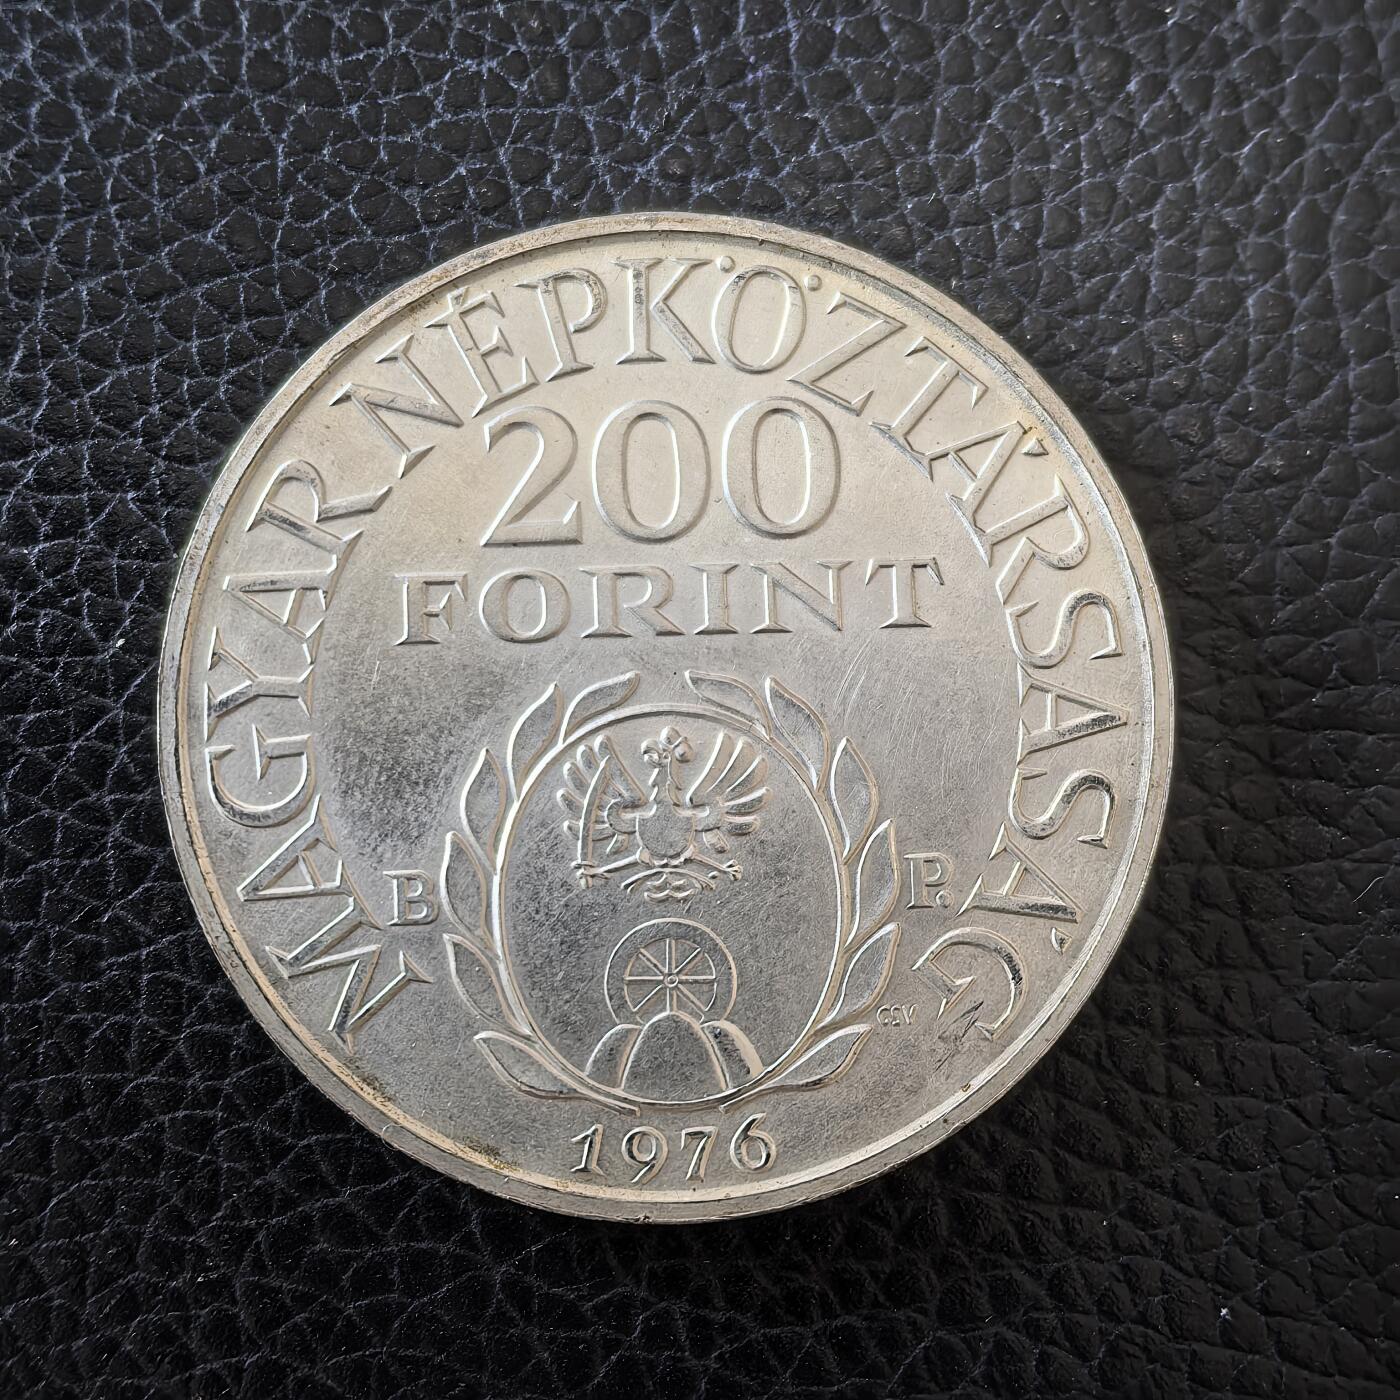 MAGYAR NÉPKÖZTÁRSASÁG
200
FORINT
B P.
CSV
1976